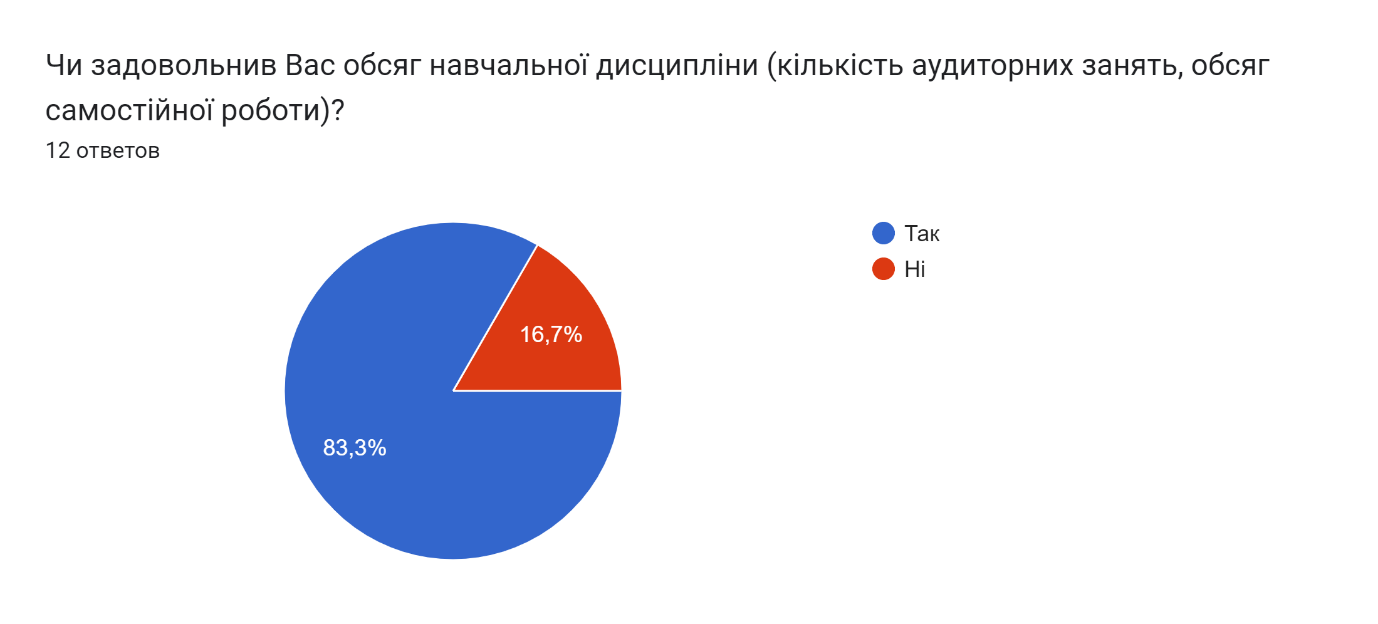 Чи задовольнив Вас обсяг навчальної дисципліни (кількість аудиторних занять, обсяг
самостійної роботи)?
12 ответов
Так
Ні
16,7%
83,3%